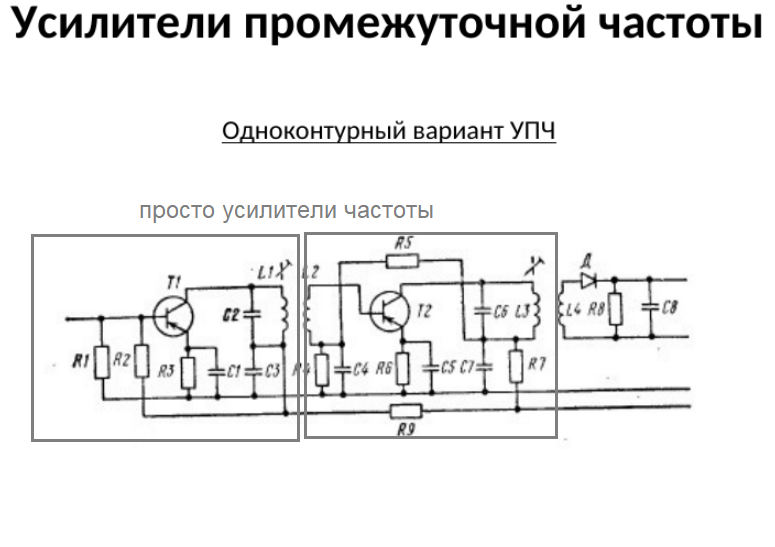 Усилители промежуточной частоты
Одноконтурный вариант УПЧ
просто усилители частоты
R5
Д
T1
L1
L2
C2
T2
C6
L3
L4
R8
C8
R1
R2
R3
C1
C3
R4
C4
R6
C5
C7
R7
R9